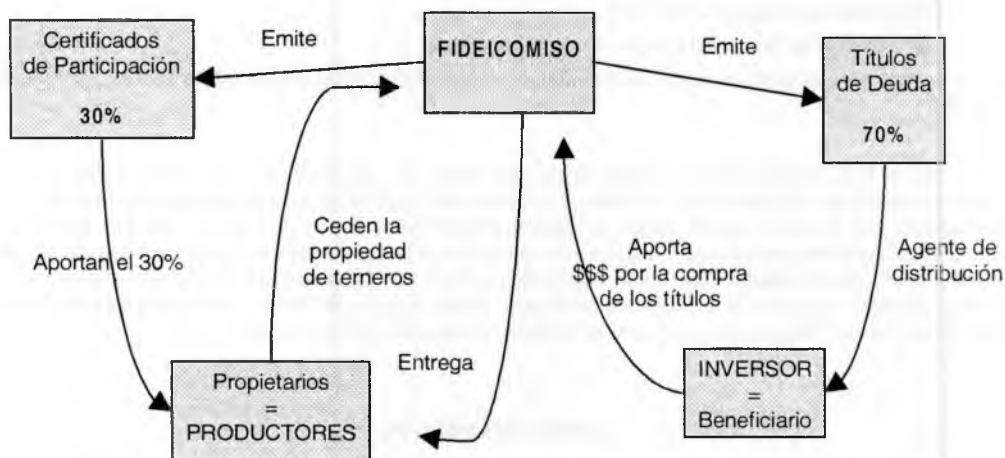 Certificados
de Participación
30%
Emite
FIDEICOMISO
Emite
Títulos
de Deuda
70%
Aportan el 30%
Ceden la
propiedad
de terneros
Aporta
$$$ por la compra
de los títulos
Agente de
distribución
Propietarios
=
PRODUCTORES
Entrega
INVERSOR
=
Beneficiario